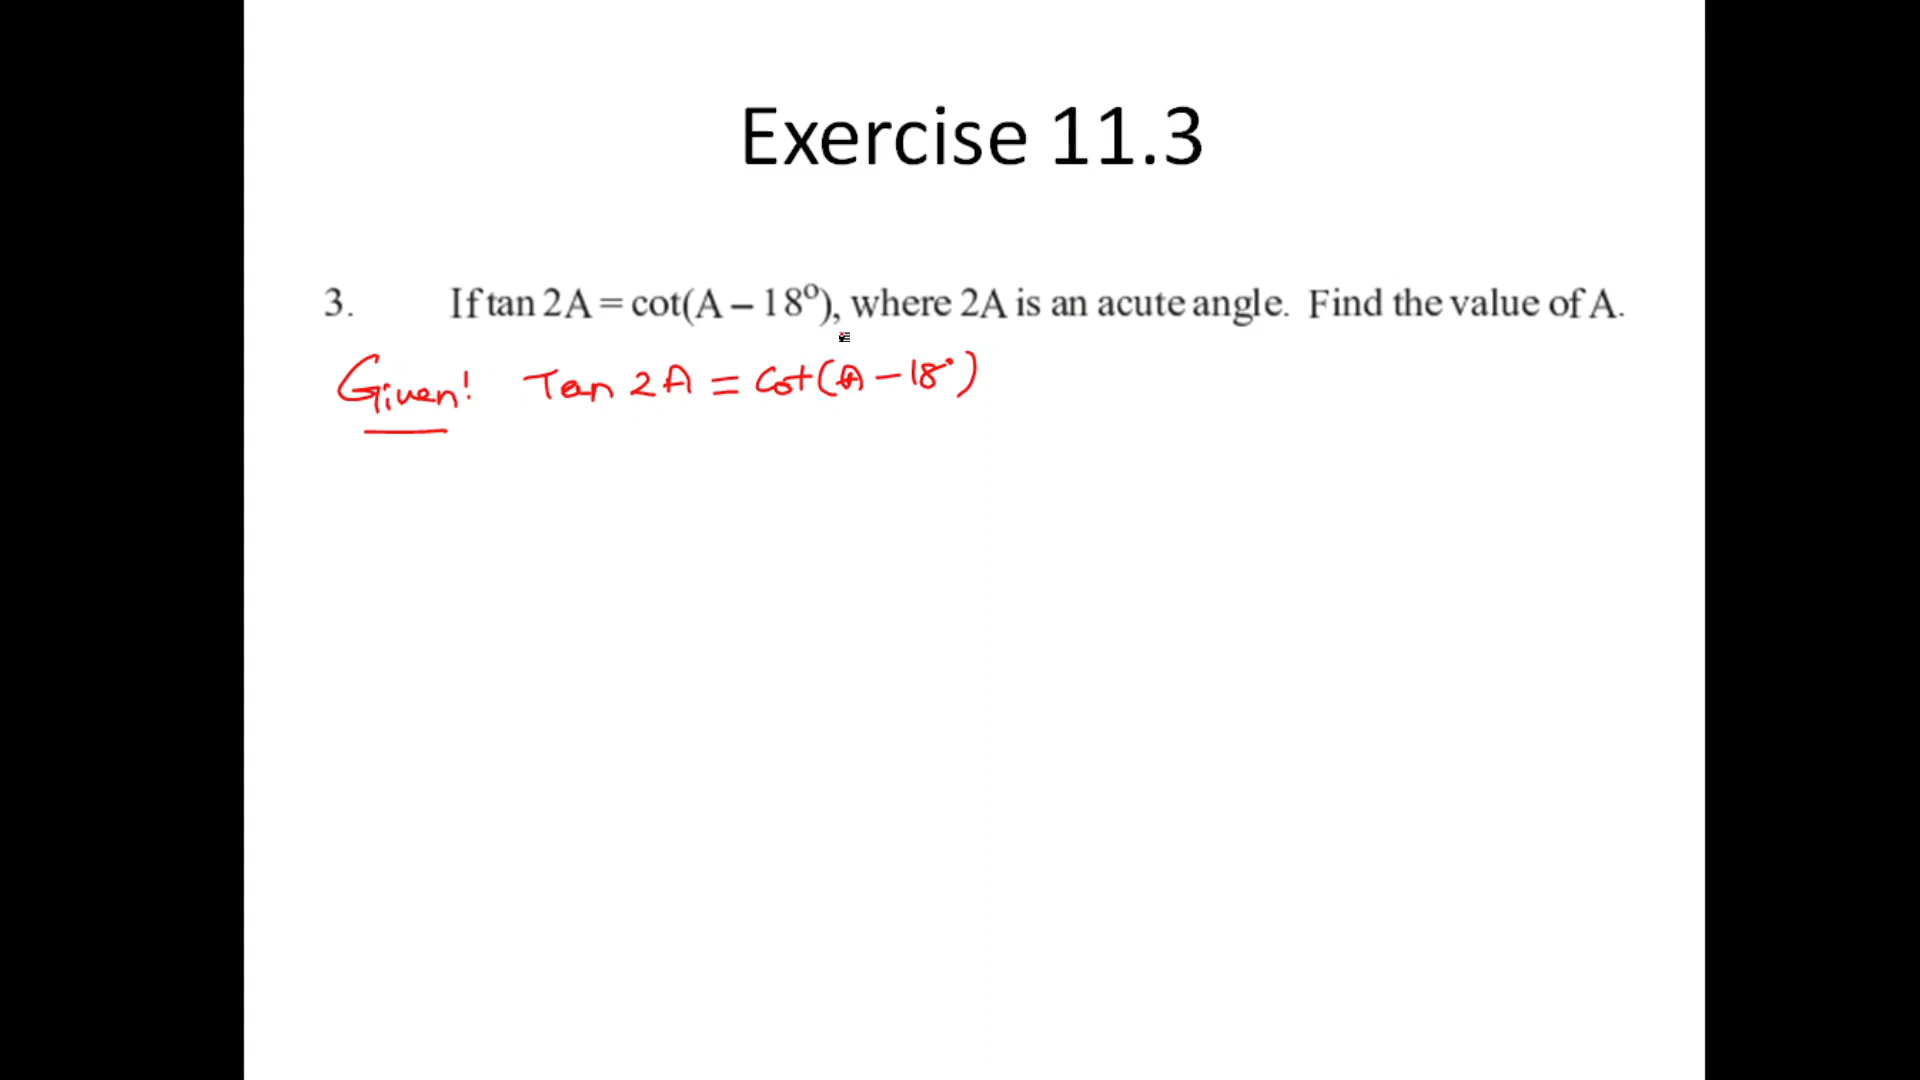 Exercise 11.3
3. If tan 2A = cot(A – 18°), where 2A is an acute angle. Find the value of A.
Given! Tan 2A = Cot(A – 18°)